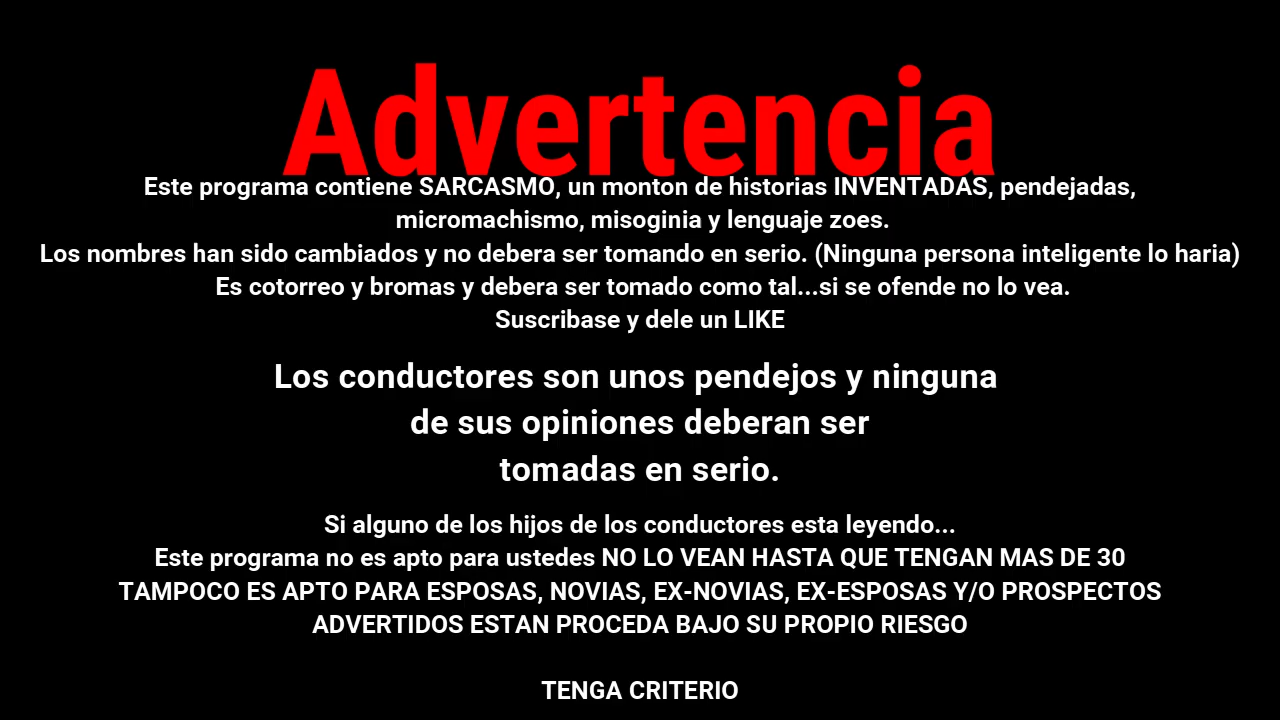 Advertencia
Este programa contiene SARCASMO, un monton de historias INVENTADAS, pendejadas,
micromachismo, misoginia y lenguaje zoes.
Los nombres han sido cambiados y no debera ser tomando en serio. (Ninguna persona inteligente lo haria)
Es cotorreo y bromas y debera ser tomado como tal...si se ofende no lo vea.
Suscribase y dele un LIKE
Los conductores son unos pendejos y ninguna
de sus opiniones deberan ser
tomadas en serio.
Si alguno de los hijos de los conductores esta leyendo...
Este programa no es apto para ustedes NO LO VEAN HASTA QUE TENGAN MAS DE 30
TAMPOCO ES APTO PARA ESPOSAS, NOVIAS, EX-NOVIAS, EX-ESPOSAS Y/O PROSPECTOS
ADVERTIDOS ESTAN PROCEDA BAJO SU PROPIO RIESGO
TENGA CRITERIO